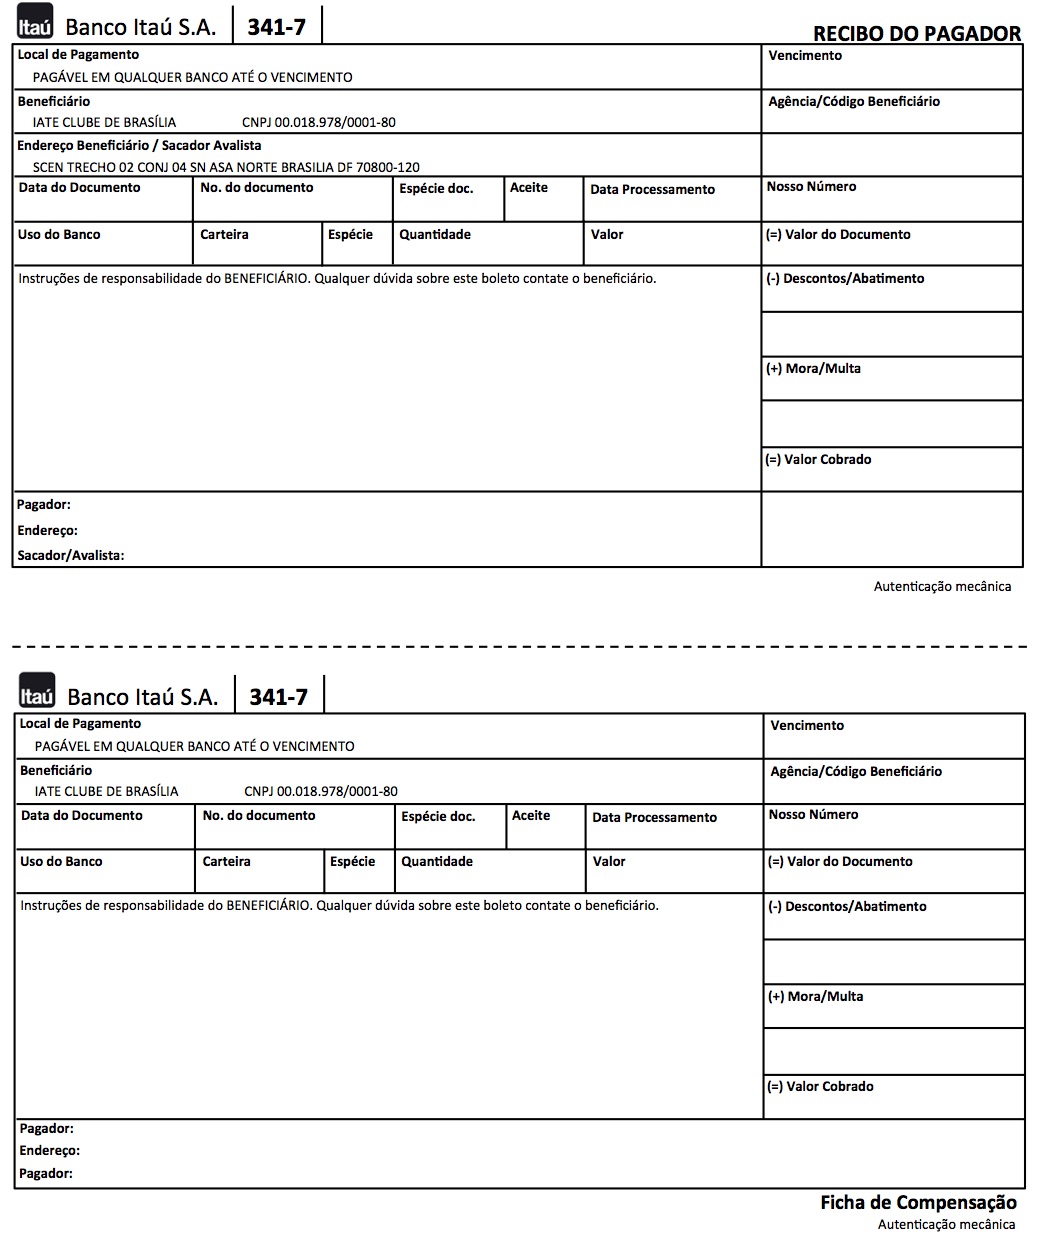 Itaú Banco Itaú S.A. 341-7 RECIBO DO PAGADOR
Local de Pagamento Vencimento
PAGÁVEL EM QUALQUER BANCO ATÉ O VENCIMENTO
Beneficiário Agência/Código Beneficiário
IATE CLUBE DE BRASÍLIA CNPJ 00.018.978/0001-80
Endereço Beneficiário / Sacador Avalista
SCEN TRECHO 02 CONJ 04 SN ASA NORTE BRASILIA DF 70800-120
Data do Documento No. do documento Espécie doc. Aceite Data Processamento Nosso Número
Uso do Banco Carteira Espécie Quantidade Valor (=) Valor do Documento
Instruções de responsabilidade do BENEFICIÁRIO. Qualquer dúvida sobre este boleto contate o beneficiário. (-) Descontos/Abatimento
(+) Mora/Multa
(=) Valor Cobrado
Pagador:
Endereço:
Sacador/Avalista:
Autenticação mecânica
Itaú Banco Itaú S.A. 341-7
Local de Pagamento Vencimento
PAGÁVEL EM QUALQUER BANCO ATÉ O VENCIMENTO
Beneficiário Agência/Código Beneficiário
IATE CLUBE DE BRASÍLIA CNPJ 00.018.978/0001-80
Data do Documento No. do documento Espécie doc. Aceite Data Processamento Nosso Número
Uso do Banco Carteira Espécie Quantidade Valor (=) Valor do Documento
Instruções de responsabilidade do BENEFICIÁRIO. Qualquer dúvida sobre este boleto contate o beneficiário. (-) Descontos/Abatimento
(+) Mora/Multa
(=) Valor Cobrado
Pagador:
Endereço:
Pagador:
Ficha de Compensação
Autenticação mecânica